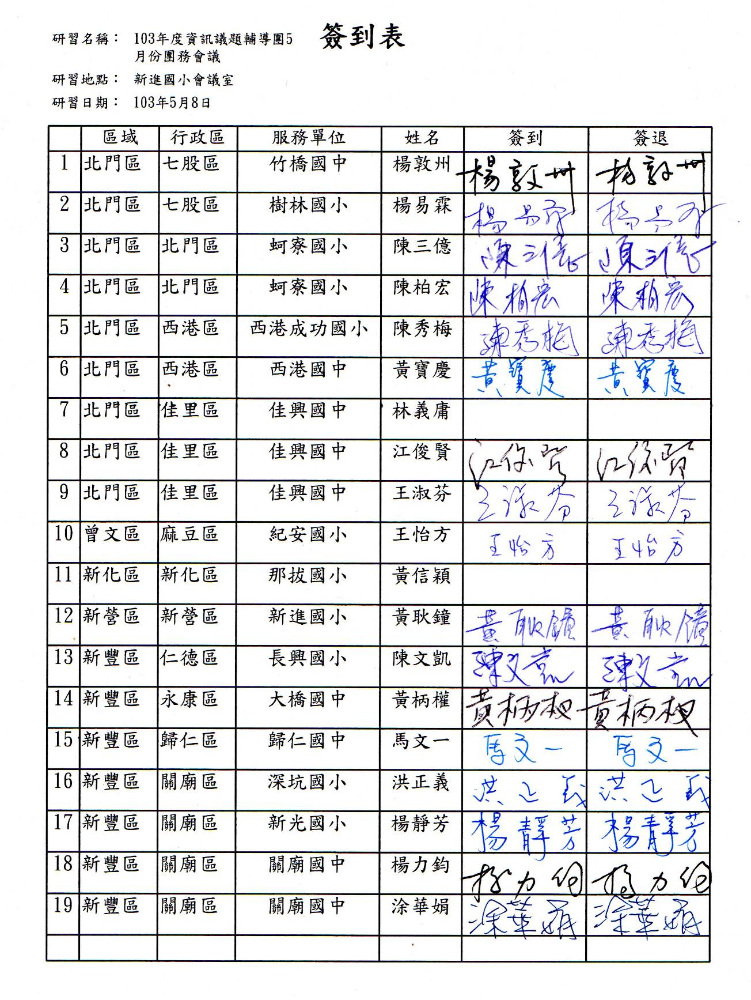 簽到表
研習名稱： 103年度資訊議題輔導團5
月份團務會議
研習地點： 新進國小會議室
研習日期： 103年5月8日
區域 行政區 服務單位 姓名 簽到 簽退
1 北門區 七股區 竹橋國中 楊敦州 楊敦州 楊敦州
2 北門區 七股區 樹林國小 楊易霖 楊易霖 楊易霖
3 北門區 北門區 蚵寮國小 陳三億 陳三億 陳三億
4 北門區 北門區 蚵寮國小 陳柏宏 陳柏宏 陳柏宏
5 北門區 西港區 西港成功國小 陳秀梅 陳秀梅 陳秀梅
6 北門區 西港區 西港國中 黃寶慶 黃寶慶 黃寶慶
7 北門區 佳里區 佳興國中 林義庸
8 北門區 佳里區 佳興國中 江俊賢 江俊賢 江俊賢
9 北門區 佳里區 佳興國中 王淑芬 王淑芬 王淑芬
10 曾文區 麻豆區 紀安國小 王怡方 王怡方 王怡方
11 新化區 新化區 那拔國小 黃信穎
12 新營區 新營區 新進國小 黃耿鐘 黃耿鐘 黃耿鐘
13 新豐區 仁德區 長興國小 陳文凱 陳文凱 陳文凱
14 新豐區 永康區 大橋國中 黃柄權 黃柄权 黃柄权
15 新豐區 歸仁區 歸仁國中 馬文一 馬文一 馬文一
16 新豐區 關廟區 深坑國小 洪正義 洪正義 洪正義
17 新豐區 關廟區 新光國小 楊靜芳 楊靜芳 楊靜芳
18 新豐區 關廟區 關廟國中 楊力鈞 楊力鈞 楊力鈞
19 新豐區 關廟區 關廟國中 涂華娟 涂華娟 涂華娟